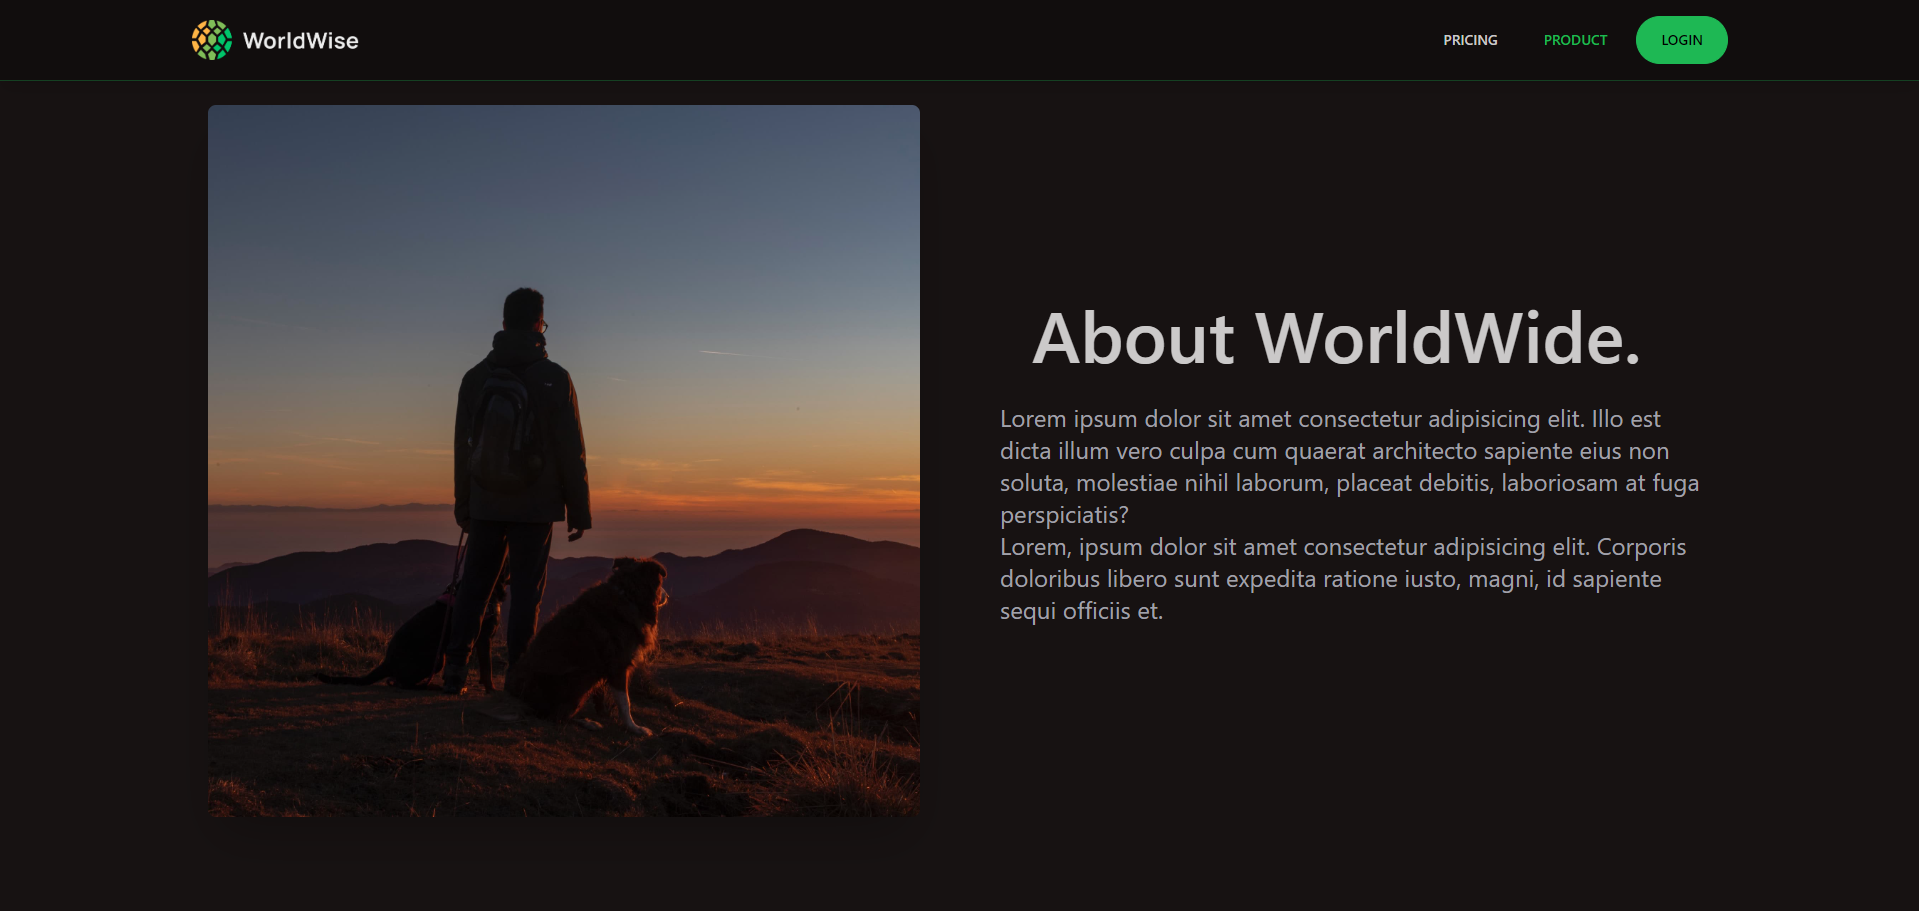 WorldWise
PRICING
PRODUCT
LOGIN
About WorldWide.
Lorem ipsum dolor sit amet consectetur adipisicing elit. Illo est
dicta illum vero culpa cum quaerat architecto sapiente eius non
soluta, molestiae nihil laborum, placeat debitis, laboriosam at fuga
perspiciatis?
Lorem, ipsum dolor sit amet consectetur adipisicing elit. Corporis
doloribus libero sunt expedita ratione iusto, magni, id sapiente
sequi officiis et.